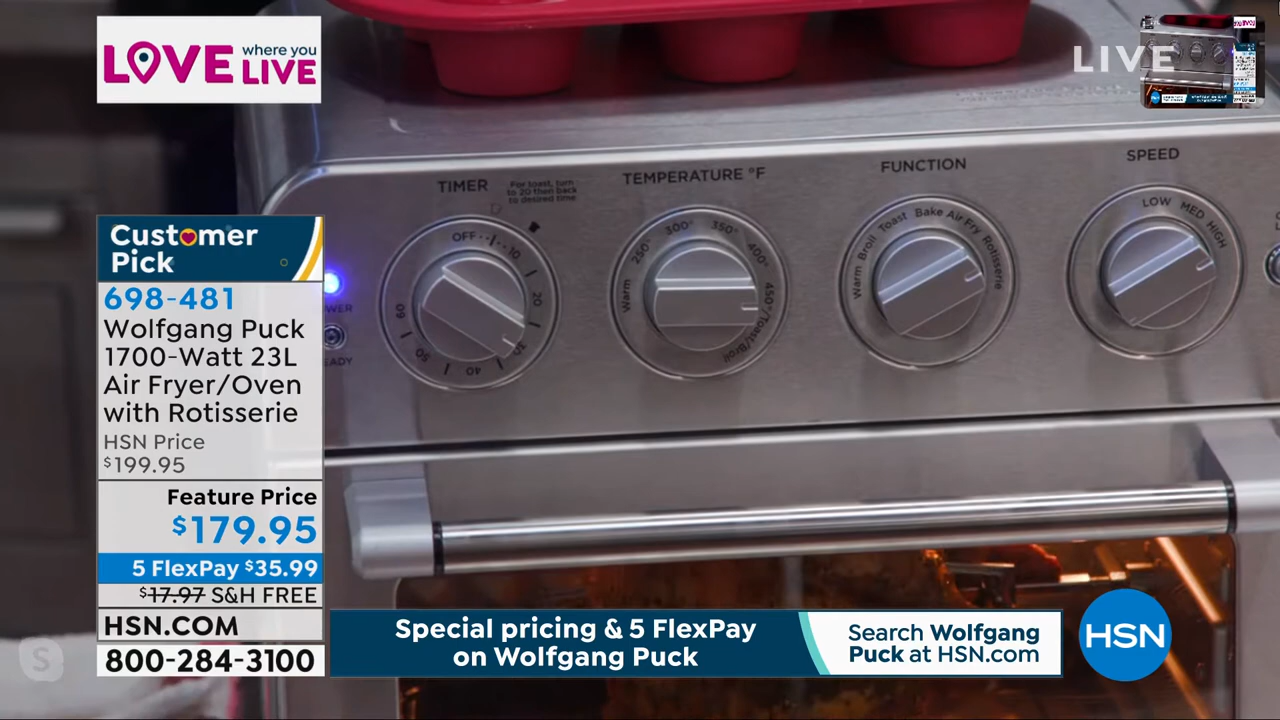 LOVE where you LIVE
LIVE
Customer
Pick
698-481
Wolfgang Puck
1700-Watt 23L
Air Fryer/Oven
with Rotisserie
HSN Price
$199.95
Feature Price
$179.95
5 FlexPay $35.99
$17.97 S&H FREE
HSN.COM
800-284-3100
TIMER
For toast, turn
to 20 then back
to desired time
OFF 10 20 30 40 50 60
TEMPERATURE °F
Warm 250° 300° 350° 400° 450°/Toast/Broil
FUNCTION
Warm Broil Toast Bake Air Fry Rotisserie
SPEED
LOW MED HIGH
Special pricing & 5 FlexPay
on Wolfgang Puck
Search Wolfgang
Puck at HSN.com
HSN
S